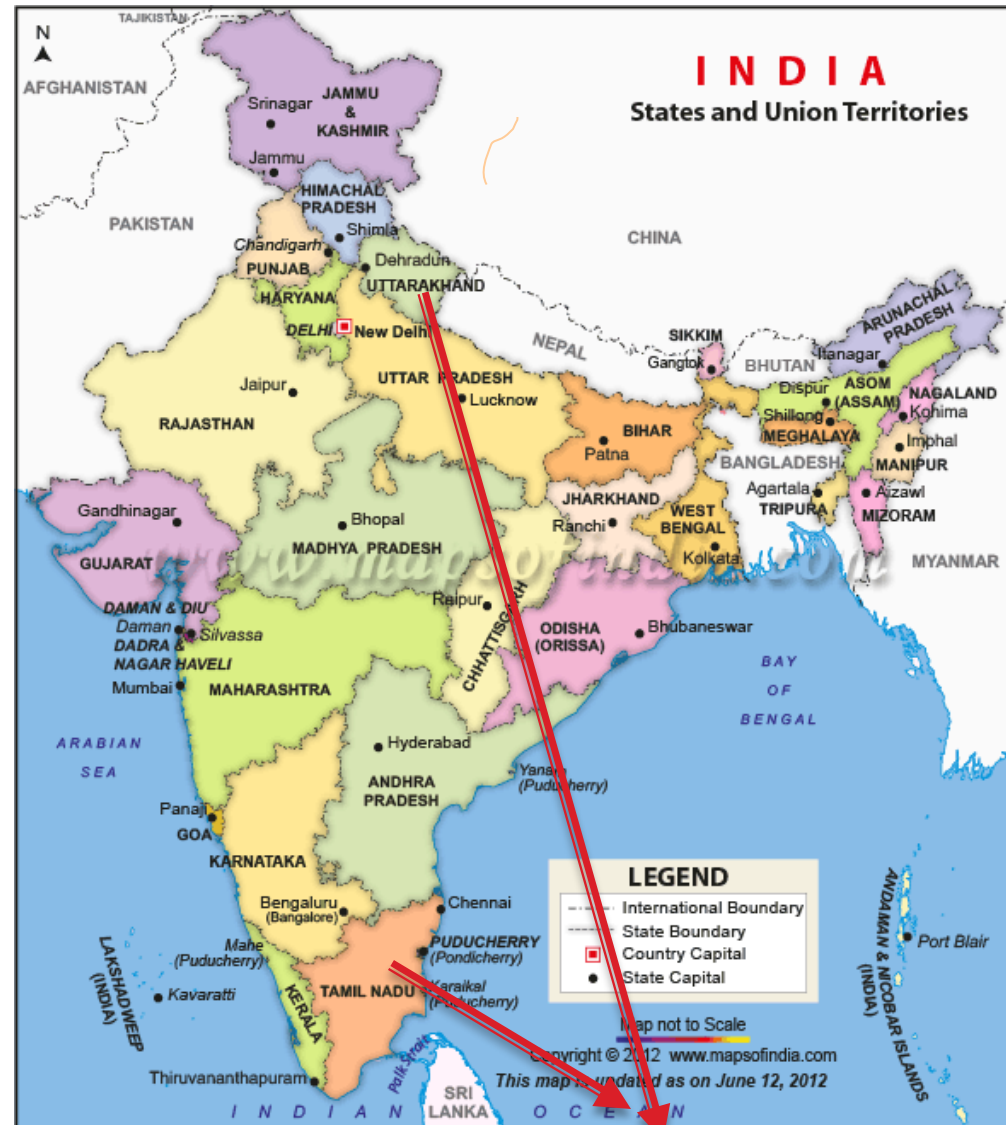 TAJIKISTAN
N
AFGHANISTAN
INDIA
States and Union Territories
JAMMU
&
KASHMIR
Srinagar
Jammu
HIMACHAL
PRADESH
PAKISTAN
Shimla
CHINA
Chandigarh
PUNJAB
Dehradun
UTTARAKHAND
HARYANA
DELHI
New Delhi
NEPAL
SIKKIM
Gangtok
BHUTAN
ARUNACHAL
PRADESH
Itanagar
UTTAR PRADESH
Lucknow
Jaipur
RAJASTHAN
Dispur
ASOM
(ASSAM)
NAGALAND
Kohima
Shillong
MEGHALAYA
BIHAR
Patna
Imphal
MANIPUR
BANGLADESH
Agartala
TRIPURA
Aizawl
MIZORAM
JHARKHAND
Ranchi
WEST
BENGAL
Kolkata
Gandhinagar
GUJARAT
Bhopal
MADHYA PRADESH
MYANMAR
www.mapsofindia.com
Raipur
CHHATTISGARH
ODISHA
(ORISSA)
Bhubaneswar
DAMAN & DIU
Daman
Silvassa
DADRA &
NAGAR HAVELI
Mumbai
MAHARASHTRA
BAY
OF
BENGAL
ARABIAN
SEA
Hyderabad
ANDHRA
PRADESH
Yanam
(Puducherry)
Panaji
GOA
KARNATAKA
Bengaluru
(Bangalore)
Chennai
LEGEND
International Boundary
State Boundary
Country Capital
State Capital
Mahe
(Puducherry)
PUDUCHERRY
(Pondicherry)
Karaikal
(Puducherry)
TAMIL NADU
KERALA
LAKSHADWEEP
(INDIA)
Kavaratti
ANDAMAN & NICOBAR ISLANDS
(INDIA)
Port Blair
Map not to Scale
Copyright © 2012 www.mapsofindia.com
This map is updated as on June 12, 2012
Thiruvananthapuram
Palk Strait
SRI
LANKA
INDIAN OCEAN